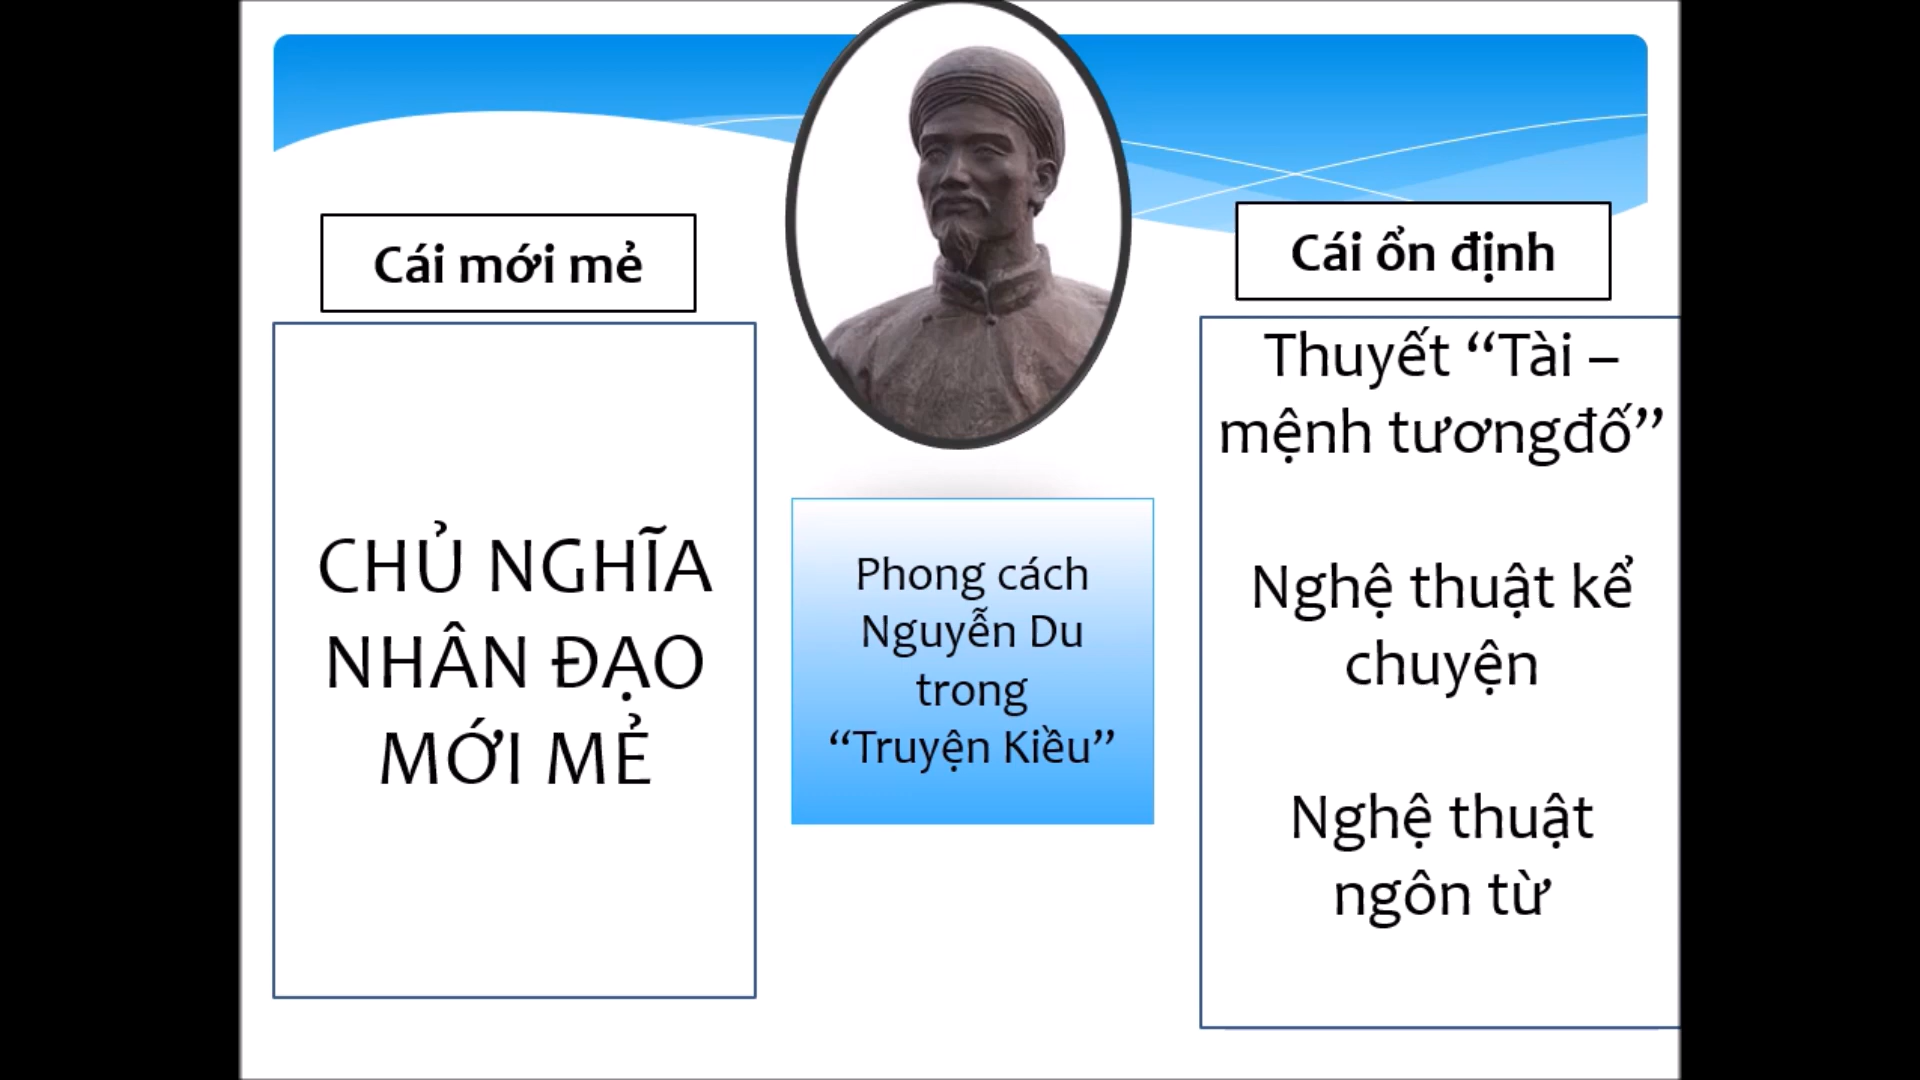 Cái mới mẻ
CHỦ NGHĨA
NHÂN ĐẠO
MỚI MẺ
Phong cách
Nguyễn Du
trong
“Truyện Kiều”
Cái ổn định
Thuyết “Tài –
mệnh tươngđố”
Nghệ thuật kể
chuyện
Nghệ thuật
ngôn từ